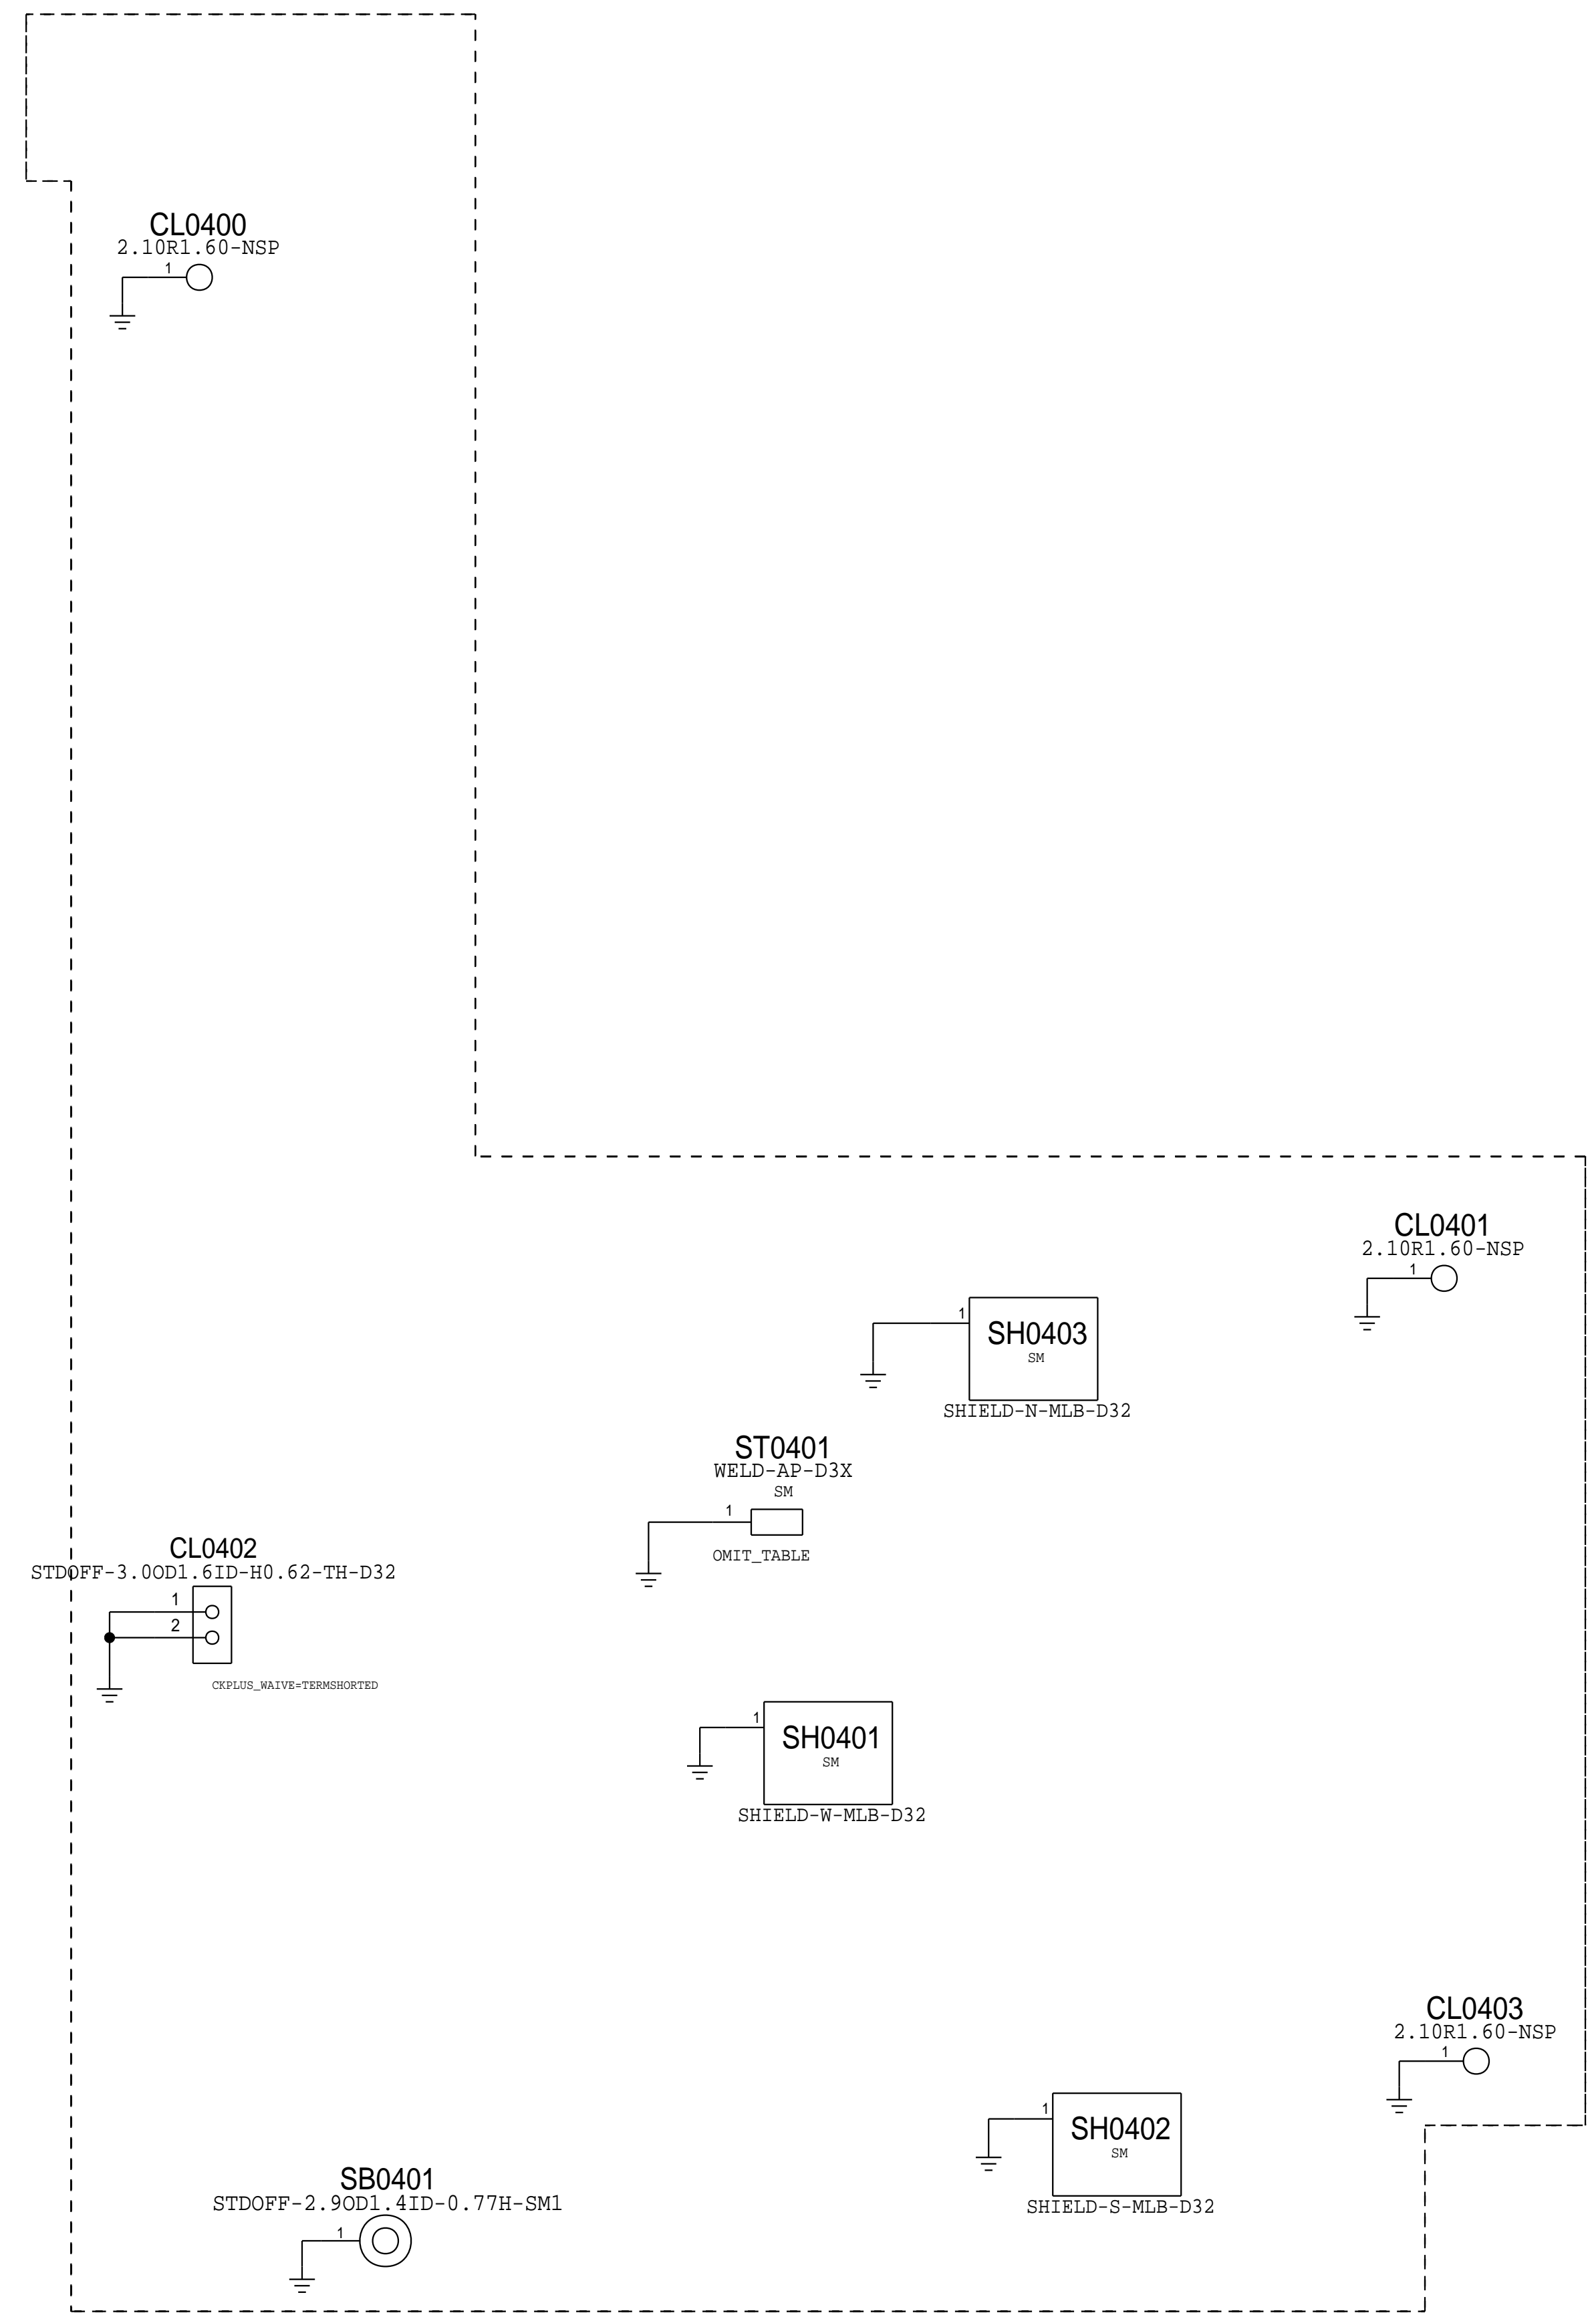 CL0400
2.10R1.60-NSP
1
CL0401
2.10R1.60-NSP
1
1
SH0403
SM
SHIELD-N-MLB-D32
ST0401
WELD-AP-D3X
SM
1
OMIT_TABLE
CL0402
STDOFF-3.0OD1.6ID-H0.62-TH-D32
1
2
CKPLUS_WAIVE=TERMSHORTED
1
SH0401
SM
SHIELD-W-MLB-D32
CL0403
2.10R1.60-NSP
1
1
SH0402
SM
SHIELD-S-MLB-D32
SB0401
STDOFF-2.9OD1.4ID-0.77H-SM1
1